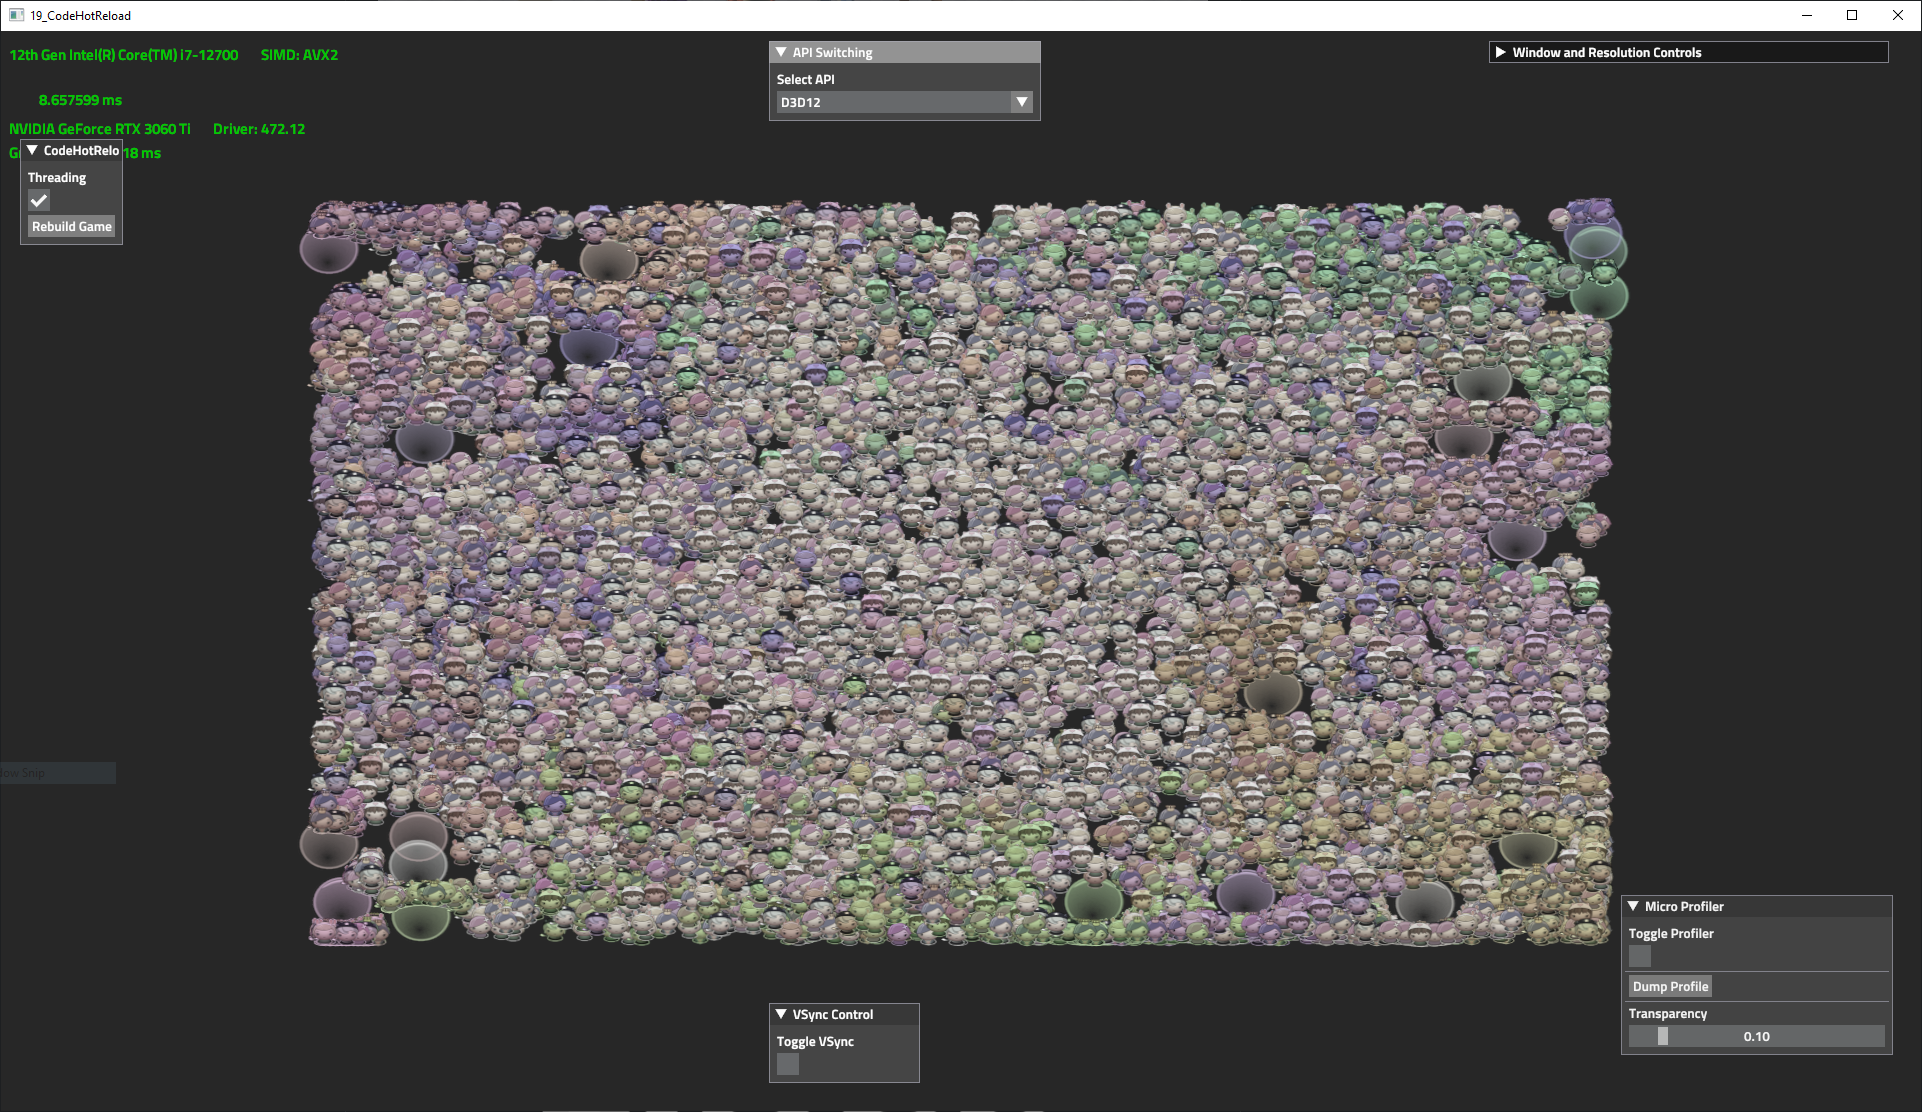 19_CodeHotReload
12th Gen Intel(R) Core(TM) i7-12700 SIMD: AVX2
8.657599 ms
NVIDIA GeForce RTX 3060 Ti Driver: 472.12
18 ms
CodeHotRelo
Threading
Rebuild Game
API Switching
Select API
D3D12
Window and Resolution Controls
Snip
Micro Profiler
Toggle Profiler
Dump Profile
Transparency
0.10
VSync Control
Toggle VSync